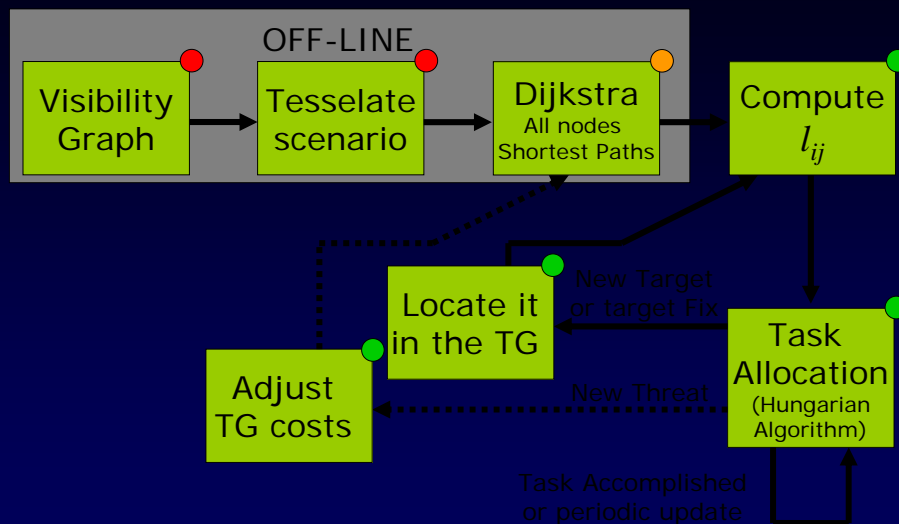 OFF-LINE
Visibility
Graph
Tesselate
scenario
Dijkstra
All nodes
Shortest Paths
Compute
l_{ij}
Locate it
in the TG
New Target
or target Fix
Task
Allocation
(Hungarian
Algorithm)
Adjust
TG costs
New Threat
Task Accomplished
or periodic update